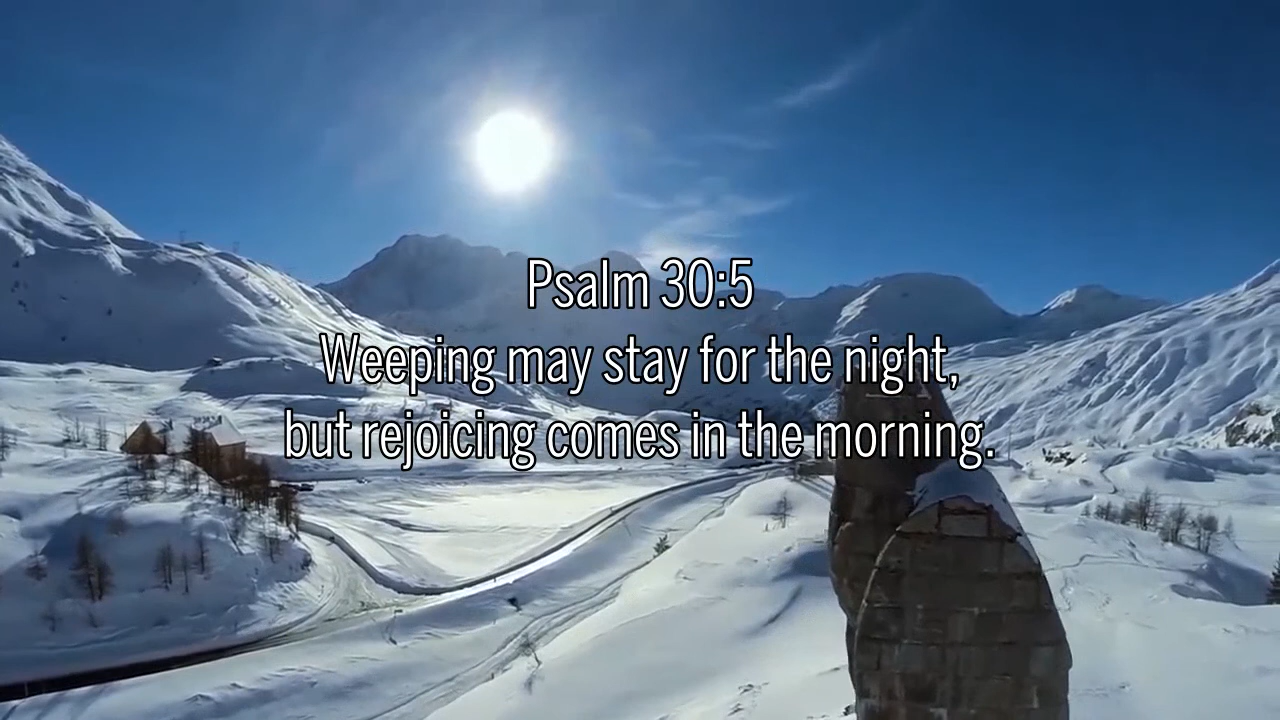 Psalm 30:5
Weeping may stay for the night,
but rejoicing comes in the morning.